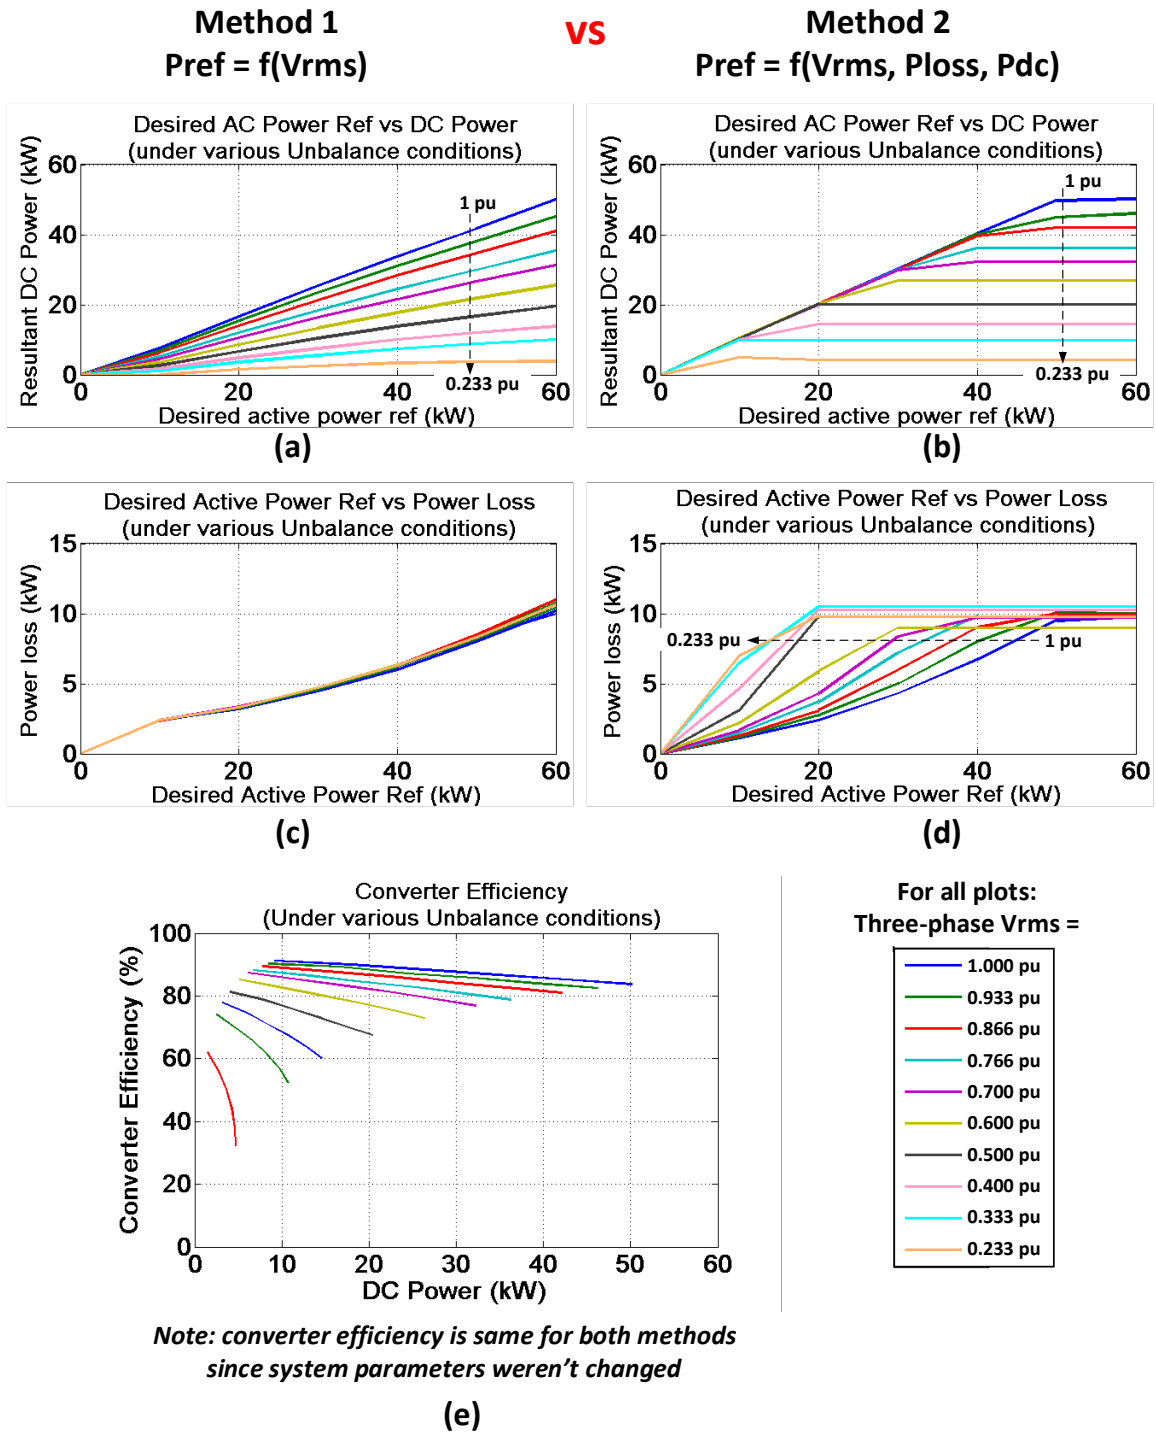 Method 1
vs
Method 2
Pref = f(Vrms)
Pref = f(Vrms, Ploss, Pdc)
Desired AC Power Ref vs DC Power
(under various Unbalance conditions)
Resultant DC Power (kW)
60
40
20
0
1 pu
0.233 pu
0
20
40
60
Desired active power ref (kW)
(a)
Desired AC Power Ref vs DC Power
(under various Unbalance conditions)
Resultant DC Power (kW)
60
40
20
0
1 pu
0.233 pu
0
20
40
60
Desired active power ref (kW)
(b)
Desired Active Power Ref vs Power Loss
(under various Unbalance conditions)
Power loss (kW)
15
10
5
0
0
20
40
60
Desired Active Power Ref (kW)
(c)
Desired Active Power Ref vs Power Loss
(under various Unbalance conditions)
Power loss (kW)
15
10
5
0
0.233 pu
1 pu
0
20
40
60
Desired Active Power Ref (kW)
(d)
Converter Efficiency
(Under various Unbalance conditions)
Converter Efficiency (%)
100
80
60
40
20
0
0
10
20
30
40
50
60
DC Power (kW)
Note: converter efficiency is same for both methods
since system parameters weren't changed
(e)
For all plots:
Three-phase Vrms =
1.000 pu
0.933 pu
0.866 pu
0.766 pu
0.700 pu
0.600 pu
0.500 pu
0.400 pu
0.333 pu
0.233 pu